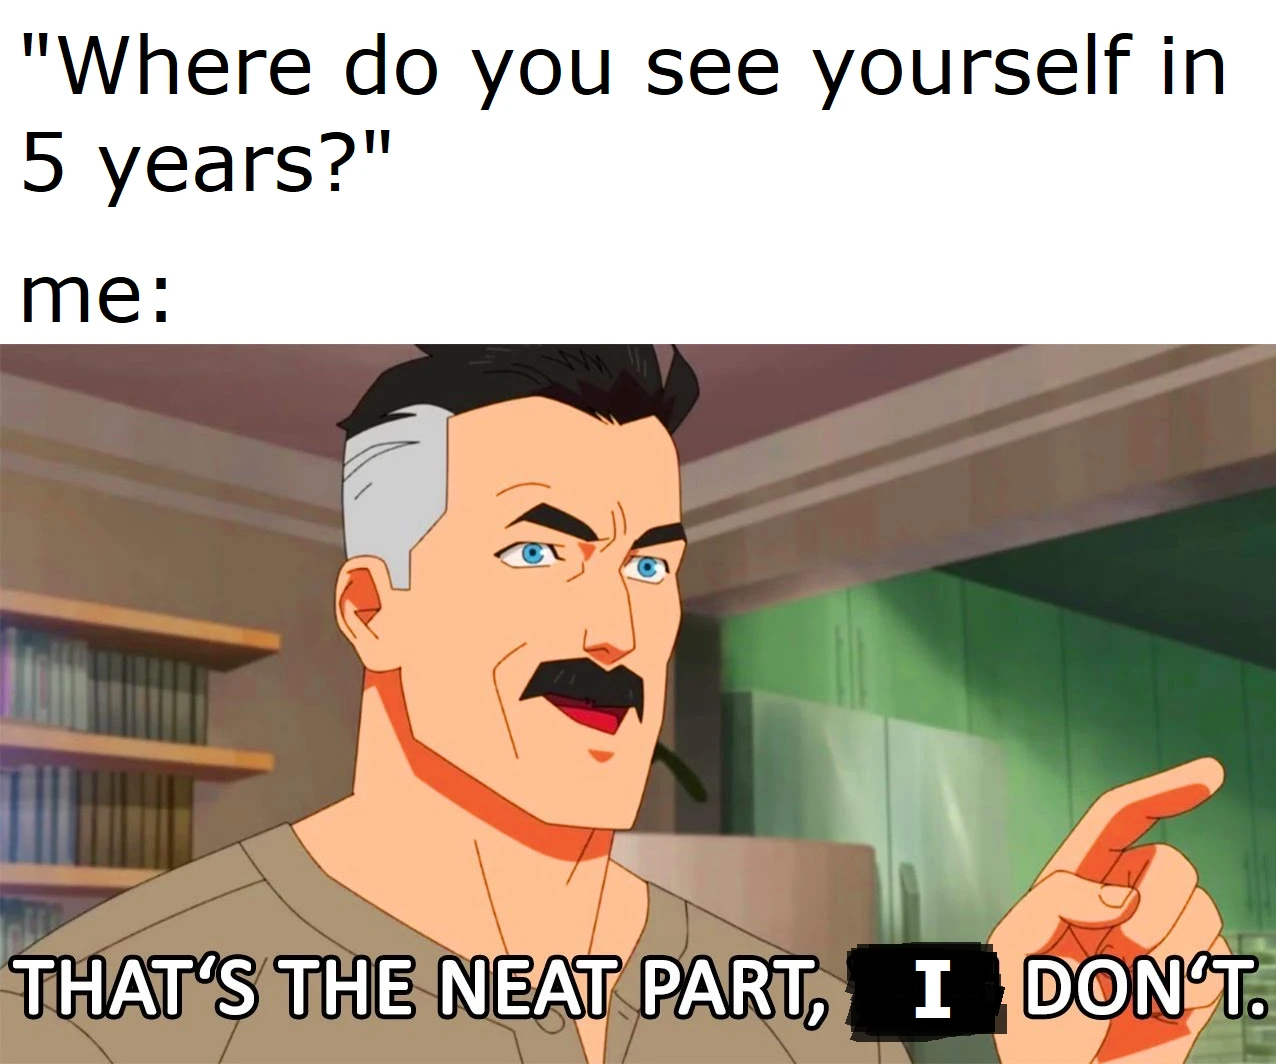 "Where do you see yourself in
5 years?"
me:
THAT‘S THE NEAT PART, I DON‘T.